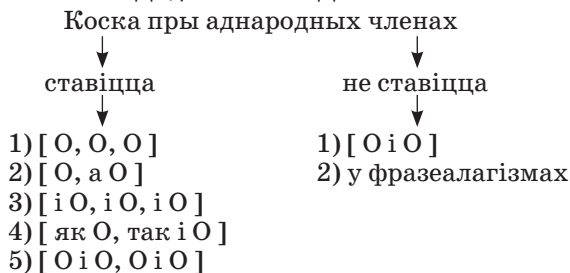 Коска пры аднародных членах
ставіцца не ставіцца
1) [ О, О, О ] 1) [ О і О ]
2) [ О, а О ] 2) у фразеалагізмах
3) [ і О, і О, і О ]
4) [ як О, так і О ]
5) [ О і О, О і О ]